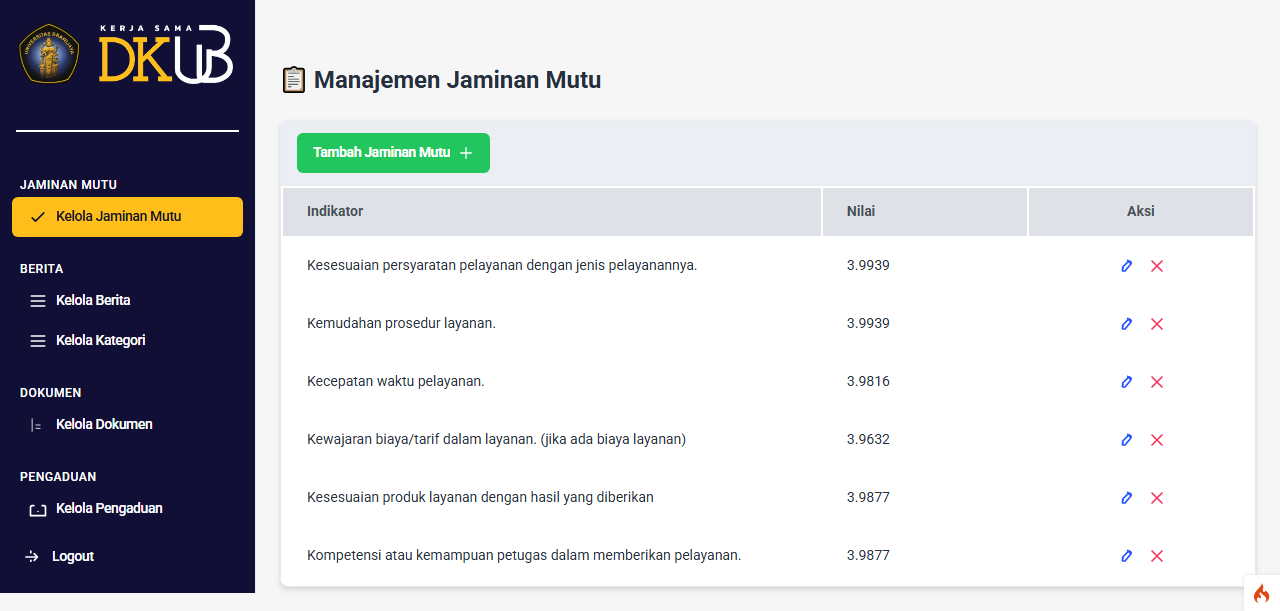 UNIVERSITAS BRAWIJAYA
KERJA SAMA
DKUB
JAMINAN MUTU
Kelola Jaminan Mutu
BERITA
Kelola Berita
Kelola Kategori
DOKUMEN
Kelola Dokumen
PENGADUAN
Kelola Pengaduan
Logout
Manajemen Jaminan Mutu
Tambah Jaminan Mutu +
Indikator Nilai Aksi
Kesesuaian persyaratan pelayanan dengan jenis pelayanannya. 3.9939
Kemudahan prosedur layanan. 3.9939
Kecepatan waktu pelayanan. 3.9816
Kewajaran biaya/tarif dalam layanan. (jika ada biaya layanan) 3.9632
Kesesuaian produk layanan dengan hasil yang diberikan 3.9877
Kompetensi atau kemampuan petugas dalam memberikan pelayanan. 3.9877